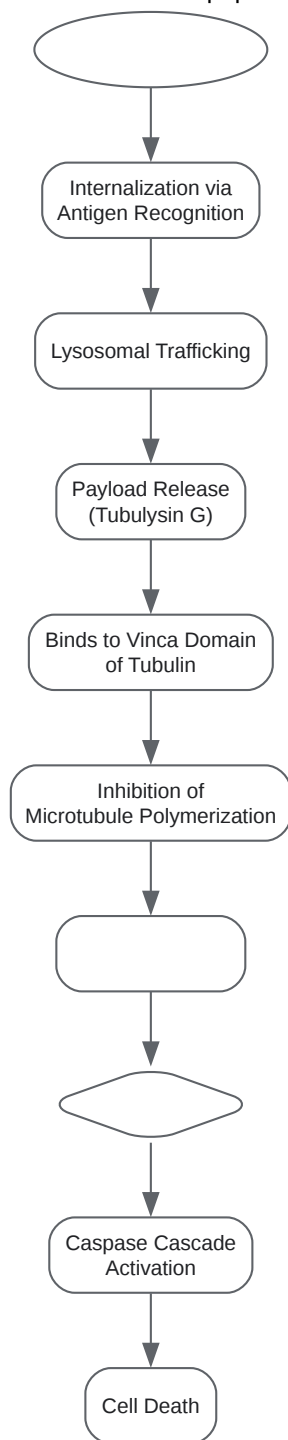 Internalization via
Antigen Recognition
Lysosomal Trafficking
Payload Release
(Tubulysin G)
Binds to Vinca Domain
of Tubulin
Inhibition of
Microtubule Polymerization
Caspase Cascade
Activation
Cell Death